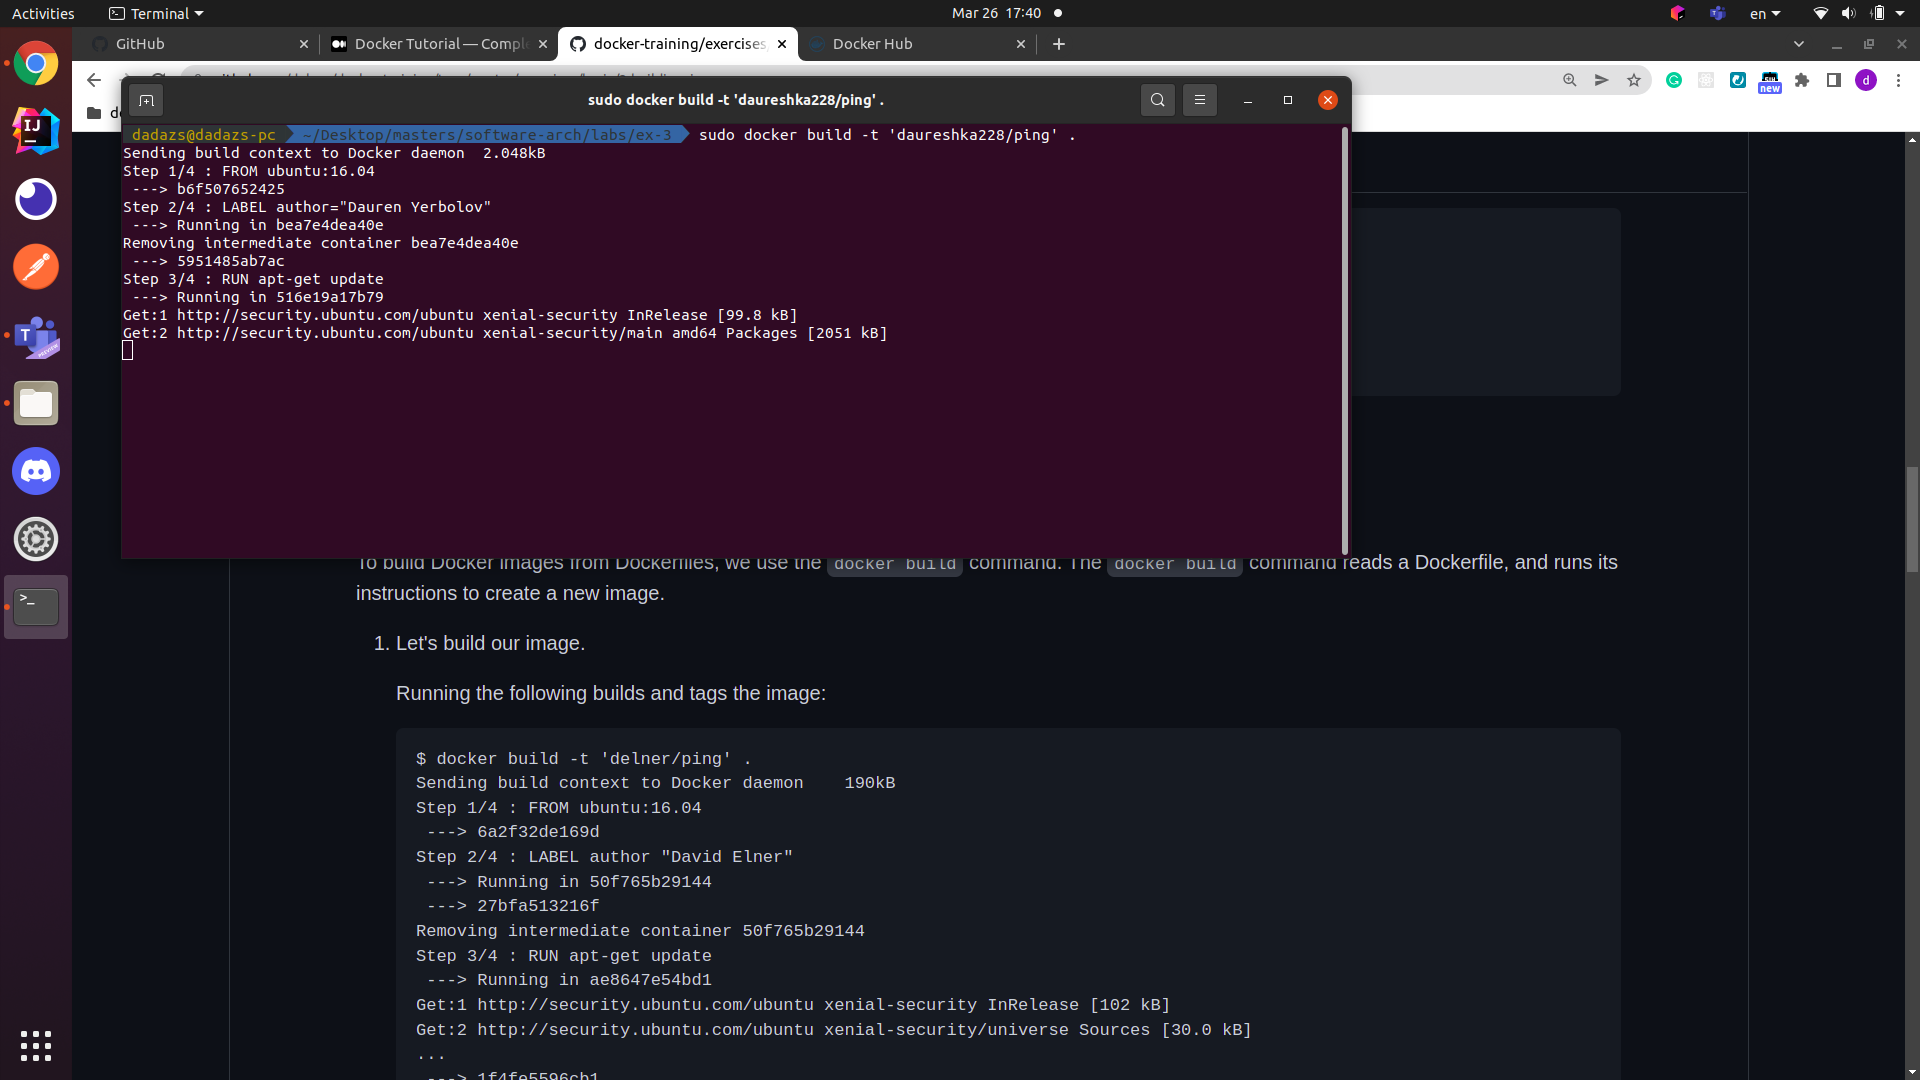 Activities
Terminal
Mar 26 17:40
en
GitHub
Docker Tutorial — Comple
docker-training/exercises
Docker Hub
new
d
sudo docker build -t 'daureshka228/ping' .
dadazs@dadazs-pc ~/Desktop/masters/software-arch/labs/ex-3 sudo docker build -t 'daureshka228/ping' .
Sending build context to Docker daemon 2.048kB
Step 1/4 : FROM ubuntu:16.04
---> b6f507652425
Step 2/4 : LABEL author="Dauren Yerbolov"
---> Running in bea7e4dea40e
Removing intermediate container bea7e4dea40e
---> 5951485ab7ac
Step 3/4 : RUN apt-get update
---> Running in 516e19a17b79
Get:1 http://security.ubuntu.com/ubuntu xenial-security InRelease [99.8 kB]
Get:2 http://security.ubuntu.com/ubuntu xenial-security/main amd64 Packages [2051 kB]
To build Docker images from Dockerfiles, we use the docker build command. The docker build command reads a Dockerfile, and runs its
instructions to create a new image.
1. Let's build our image.
Running the following builds and tags the image:
$ docker build -t 'delner/ping' .
Sending build context to Docker daemon 190kB
Step 1/4 : FROM ubuntu:16.04
---> 6a2f32de169d
Step 2/4 : LABEL author "David Elner"
---> Running in 50f765b29144
---> 27bfa513216f
Removing intermediate container 50f765b29144
Step 3/4 : RUN apt-get update
---> Running in ae8647e54bd1
Get:1 http://security.ubuntu.com/ubuntu xenial-security InRelease [102 kB]
Get:2 http://security.ubuntu.com/ubuntu xenial-security/universe Sources [30.0 kB]
...
---> 1f4fe5596cb1